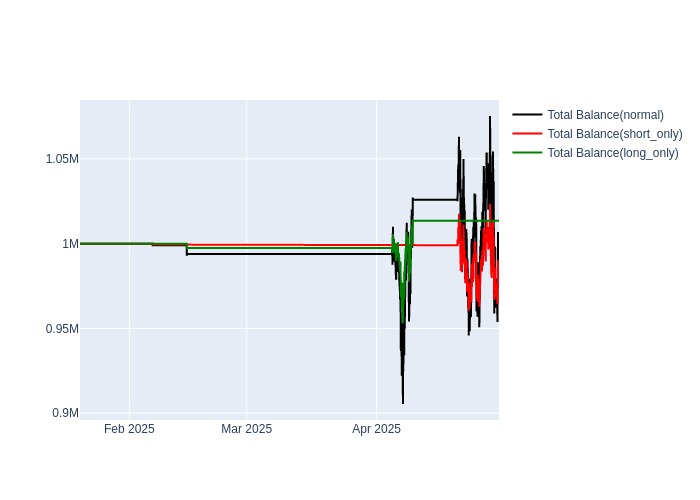 Total Balance(normal)
Total Balance(short_only)
Total Balance(long_only)
1.05M
1M
0.95M
0.9M
Feb 2025
Mar 2025
Apr 2025